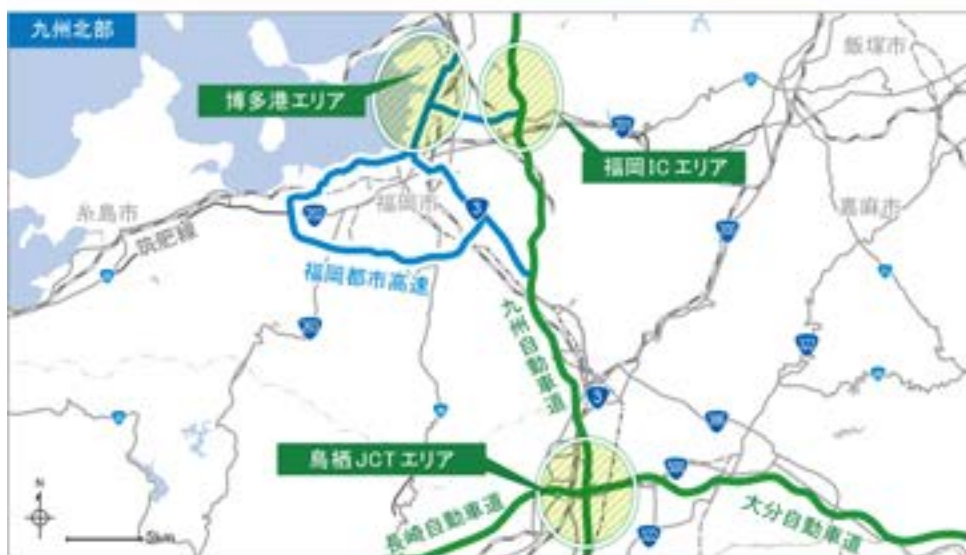 九州北部
飯塚市
博多港エリア
福岡ICエリア
糸島市
筑肥線
福岡市
3
嘉麻市
福岡都市高速
九州自動車道
3
鳥栖JCTエリア
長崎自動車道
大分自動車道
N
5km